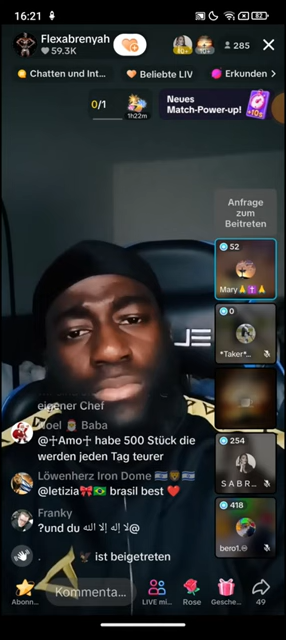 16:21
82
Flexabrenyah
59.3K
285
Chatten und Int...
Beliebte LIV
Erkunden
0/1
1h22m
Neues
Match-Power-up!
Anfrage
zum
Beitreten
52
Mary🙏✝️🙏
0
*Taker*...
254
S A B R...
418
bero1.♾
eigener Chef
Noel 🎅 Baba
@☥Amo☥ habe 500 Stück die
werden jeden Tag teurer
Löwenherz Iron Dome
@letizia🎀🇧🇷 brasil best ❤️
Franky
?und du لا إله إلا الله@
ist beigetreten
Abonn...
Kommenta...
LIVE mi...
Rose
Gesche...
49